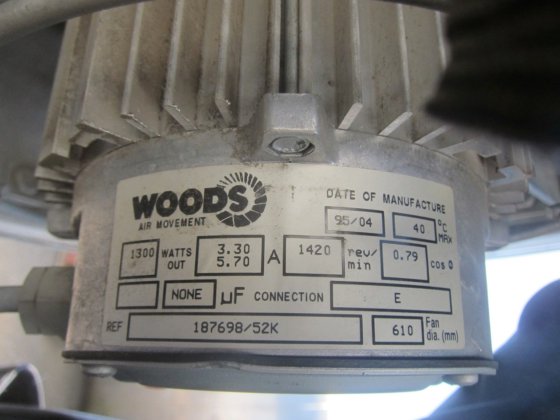 WOODS
AIR MOVEMENT
DATE OF MANUFACTURE
95/04 40 °C MAX
1300 WATTS OUT 3.30 5.70 A 1420 rev/min 0.79 cos Ø
NONE µF CONNECTION E
REF 187698/52K 610 Fan dia. (mm)